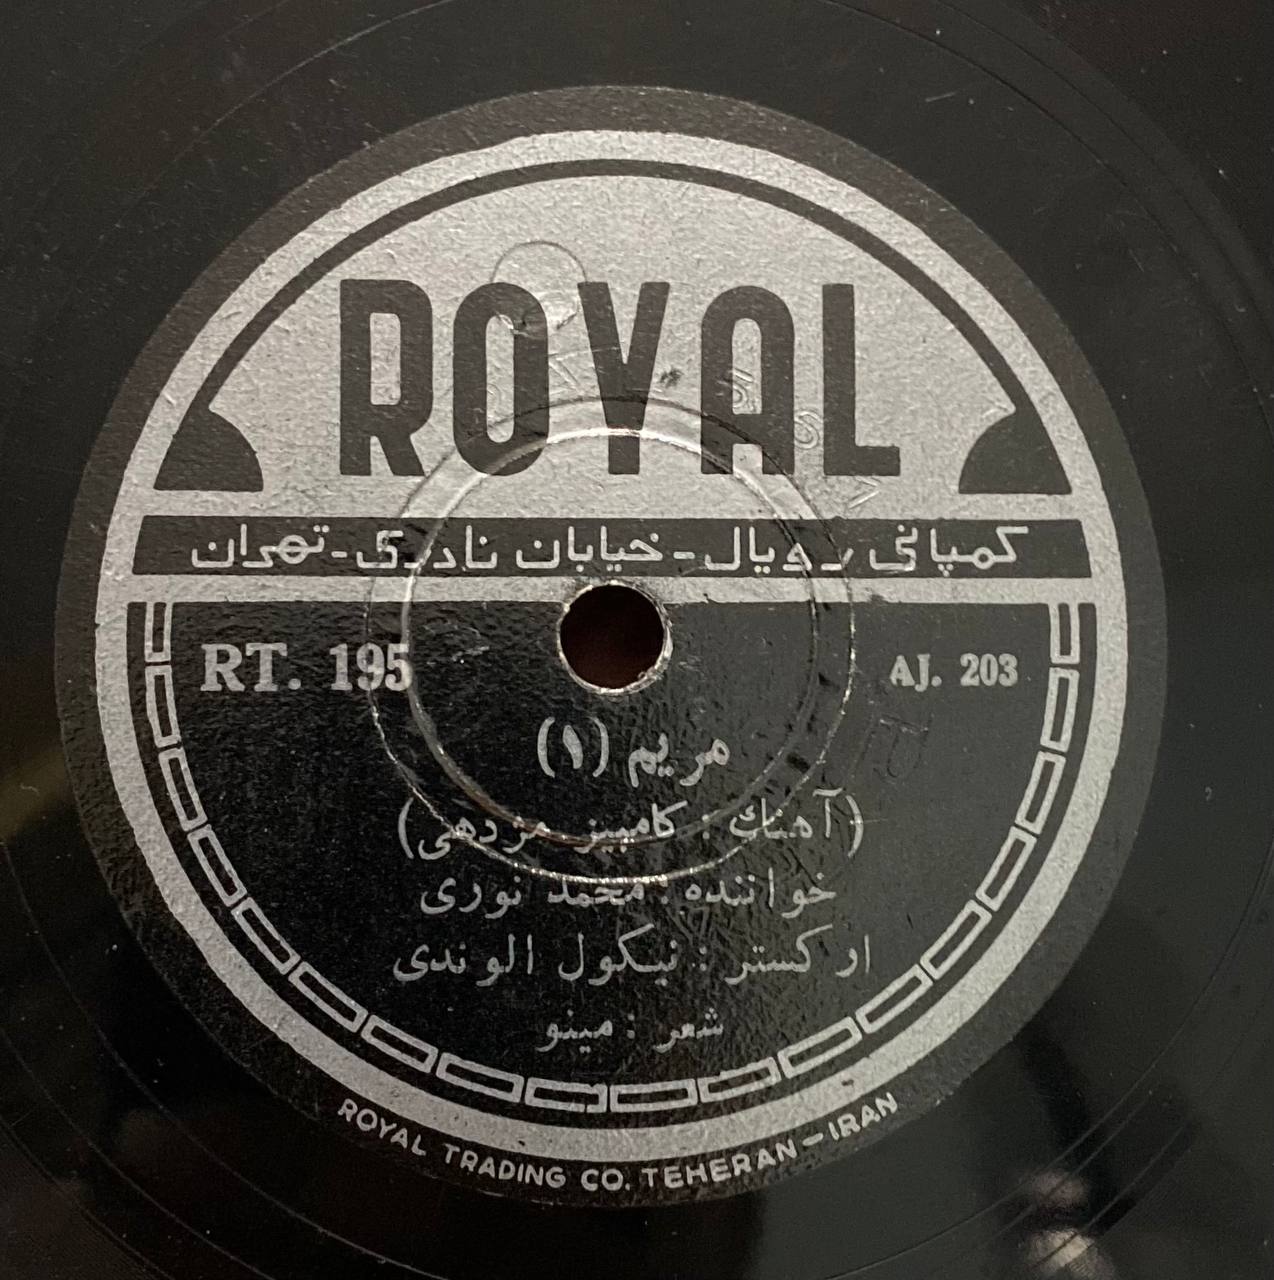 ROYAL
کمپانی رویال - خیابان نادری - تهران
RT. 195
AJ. 203
مریم (۱)
(آهنك : کامبیز مژدهی)
خواننده : محمد نوری
ارکستر : نیکول الوندی
شعر : مینو
ROYAL TRADING CO. TEHERAN - IRAN